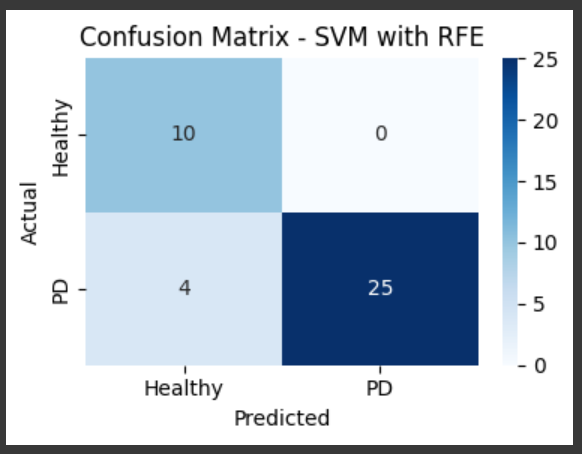 Confusion Matrix - SVM with RFE
Actual
Healthy
PD
10
0
4
25
Healthy
PD
Predicted
25
20
15
10
5
0